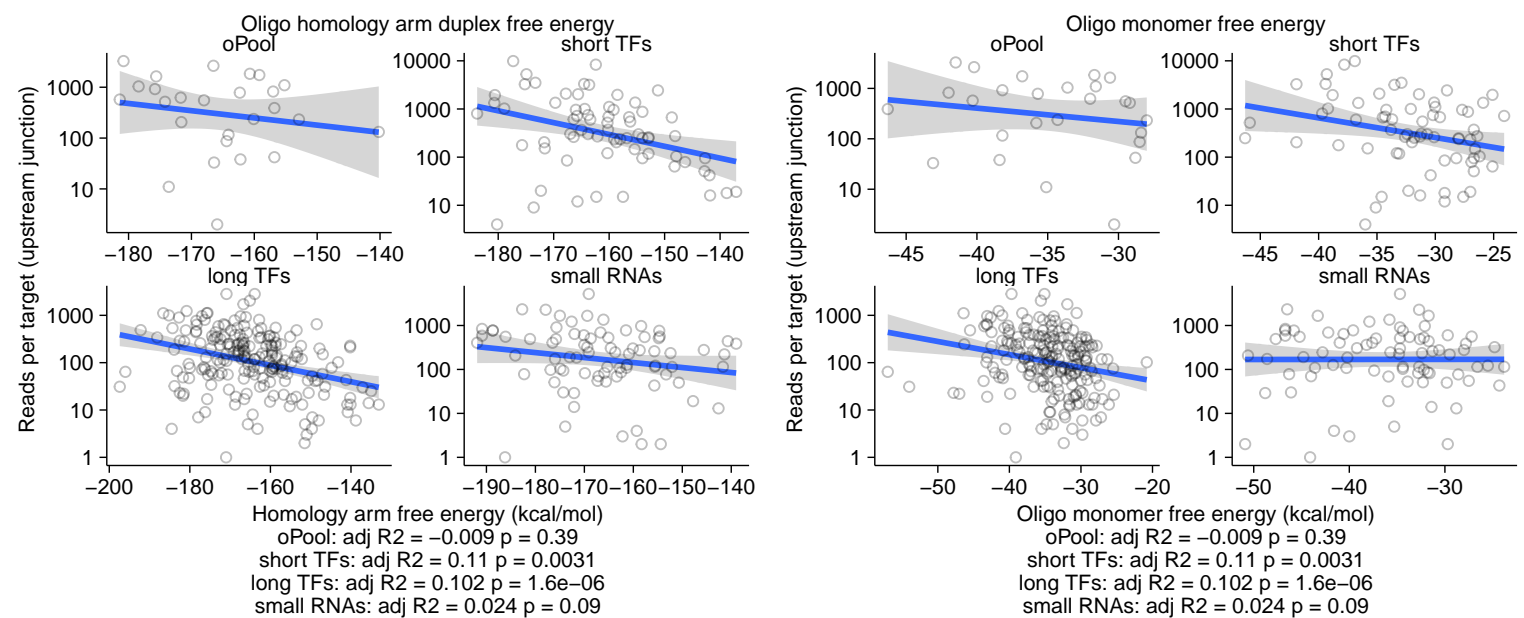 Oligo homology arm duplex free energy
oPool
short TFs
Reads per target (upstream junction)
1000
100
10
−180 −170 −160 −150 −140
10000
1000
100
10
−180 −170 −160 −150 −140
long TFs
small RNAs
1000
100
10
1
−200 −180 −160 −140
1000
100
10
1
−190 −180 −170 −160 −150 −140
Homology arm free energy (kcal/mol)
oPool: adj R2 = −0.009 p = 0.39
short TFs: adj R2 = 0.11 p = 0.0031
long TFs: adj R2 = 0.102 p = 1.6e−06
small RNAs: adj R2 = 0.024 p = 0.09
Oligo monomer free energy
oPool
short TFs
Reads per target (upstream junction)
1000
100
10
−45 −40 −35 −30
10000
1000
100
10
−45 −40 −35 −30 −25
long TFs
small RNAs
1000
100
10
1
−50 −40 −30 −20
1000
100
10
1
−50 −40 −30
Oligo monomer free energy (kcal/mol)
oPool: adj R2 = −0.009 p = 0.39
short TFs: adj R2 = 0.11 p = 0.0031
long TFs: adj R2 = 0.102 p = 1.6e−06
small RNAs: adj R2 = 0.024 p = 0.09